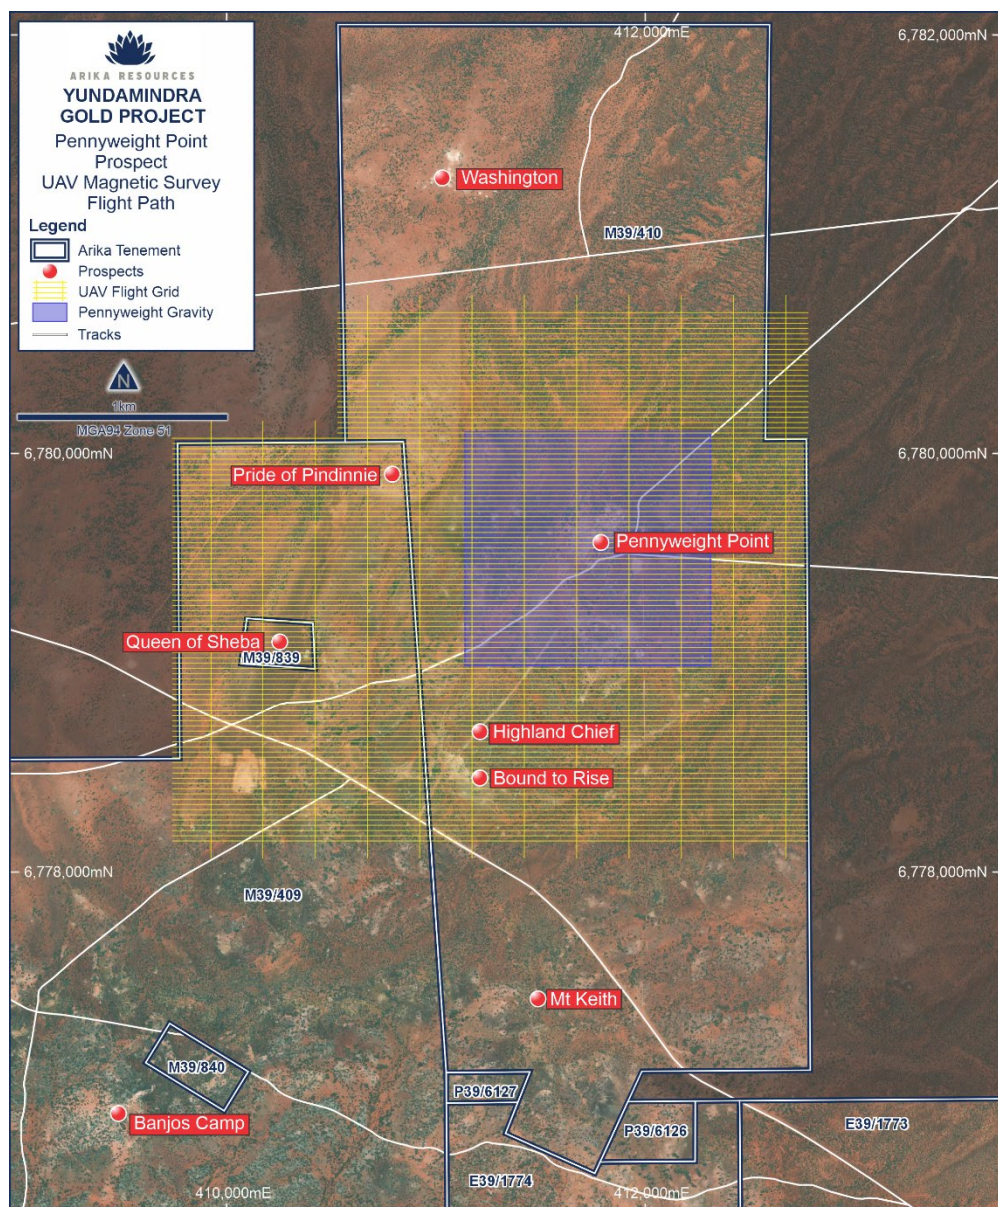 ARIKA RESOURCES
YUNDAMINDRA
GOLD PROJECT
Pennyweight Point
Prospect
UAV Magnetic Survey
Flight Path
Legend
Arika Tenement
Prospects
UAV Flight Grid
Pennyweight Gravity
Tracks
N
1km
MGA94 Zone 51
412,000mE
6,782,000mN
Washington
M39/410
6,780,000mN
6,780,000mN
Pride of Pindinnie
Pennyweight Point
Queen of Sheba
M39/839
Highland Chief
Bound to Rise
6,778,000mN
6,778,000mN
M39/409
Mt Keith
M39/840
P39/6127
Banjos Camp
P39/6126
E39/1773
E39/1774
410,000mE
412,000mE